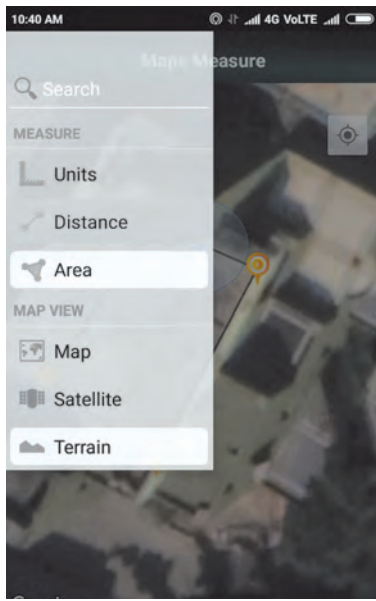 10:40 AM 4G VoLTE
Maps Measure
Search
MEASURE
Units
Distance
Area
MAP VIEW
Map
Satellite
Terrain